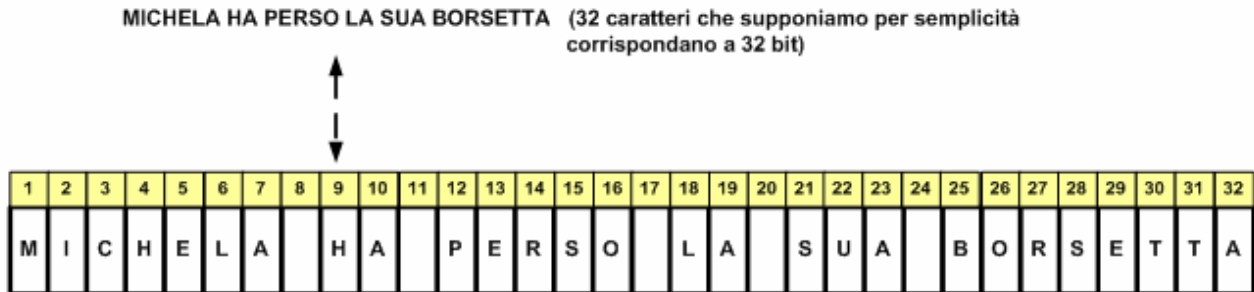 MICHELA HA PERSO LA SUA BORSETTA (32 caratteri che supponiamo per semplicità
corrispondano a 32 bit)
1 2 3 4 5 6 7 8 9 10 11 12 13 14 15 16 17 18 19 20 21 22 23 24 25 26 27 28 29 30 31 32
M I C H E L A H A P E R S O L A S U A B O R S E T T A